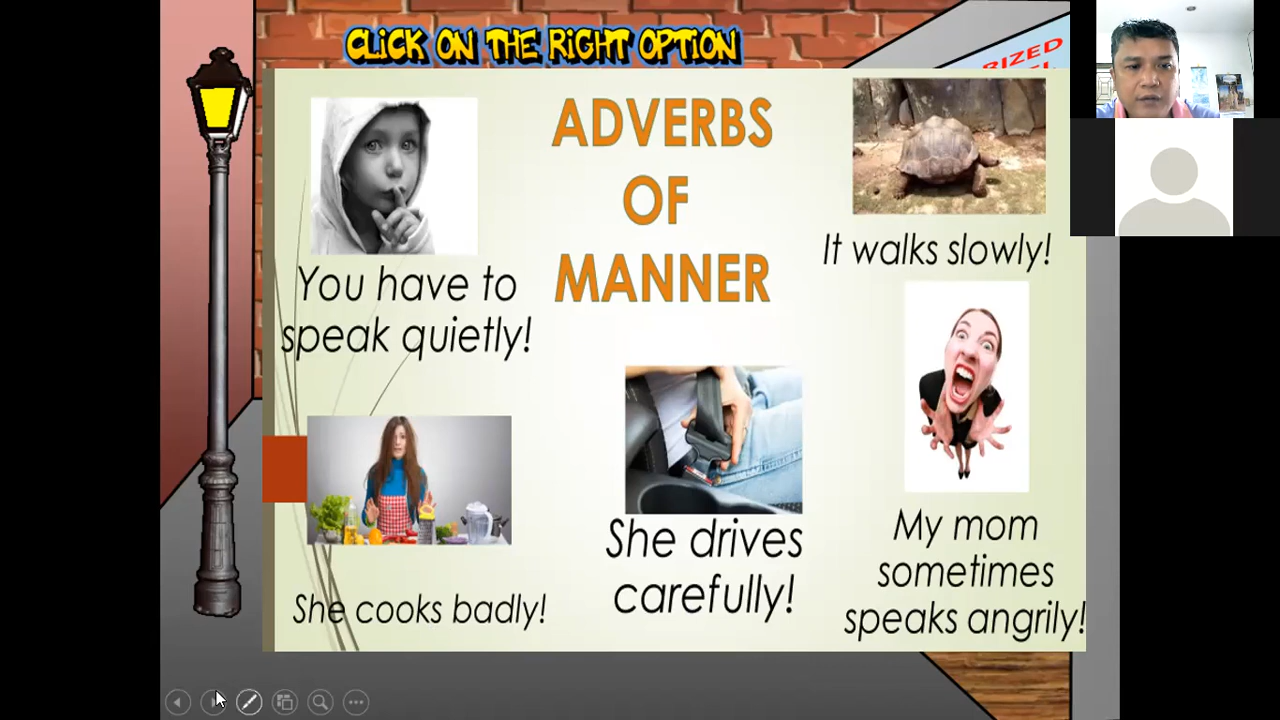 CLICK ON THE RIGHT OPTION
RIZED
ADVERBS
OF
MANNER
You have to
speak quietly!
It walks slowly!
She cooks badly!
She drives
carefully!
My mom
sometimes
speaks angrily!